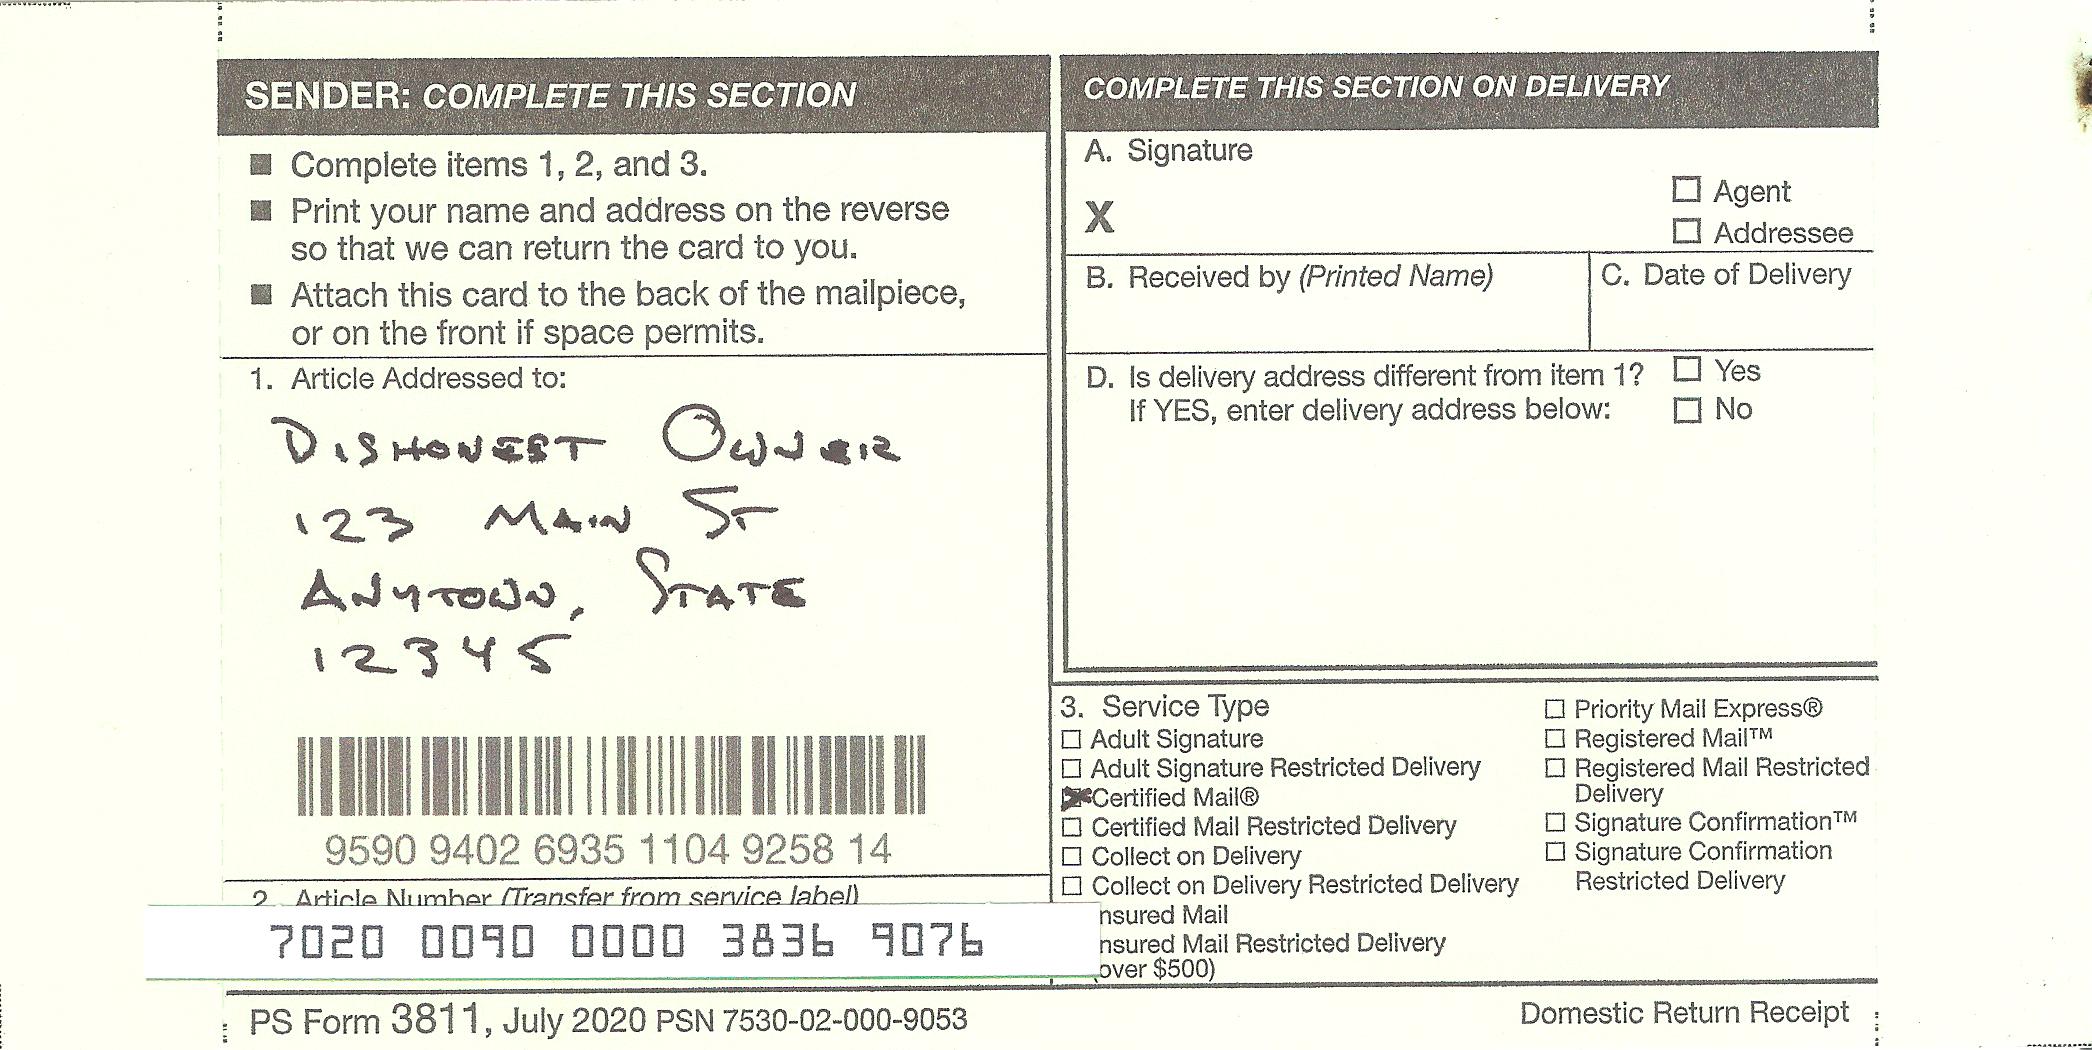 SENDER: COMPLETE THIS SECTION
Complete items 1, 2, and 3.
Print your name and address on the reverse
so that we can return the card to you.
Attach this card to the back of the mailpiece,
or on the front if space permits.
1. Article Addressed to:
DISHONEST OWNER
123 MAIN ST
ANYTOWN, STATE
12345
9590 9402 6935 1104 9258 14
2. Article Number (Transfer from service label)
7020 0090 0000 3836 9076
COMPLETE THIS SECTION ON DELIVERY
A. Signature
X
Agent
Addressee
B. Received by (Printed Name)
C. Date of Delivery
D. Is delivery address different from item 1?
If YES, enter delivery address below:
Yes
No
3. Service Type
Adult Signature
Adult Signature Restricted Delivery
Certified Mail®
Certified Mail Restricted Delivery
Collect on Delivery
Collect on Delivery Restricted Delivery
nsured Mail
nsured Mail Restricted Delivery
over $500)
Priority Mail Express®
Registered Mail™
Registered Mail Restricted
Delivery
Signature Confirmation™
Signature Confirmation
Restricted Delivery
PS Form 3811, July 2020 PSN 7530-02-000-9053
Domestic Return Receipt